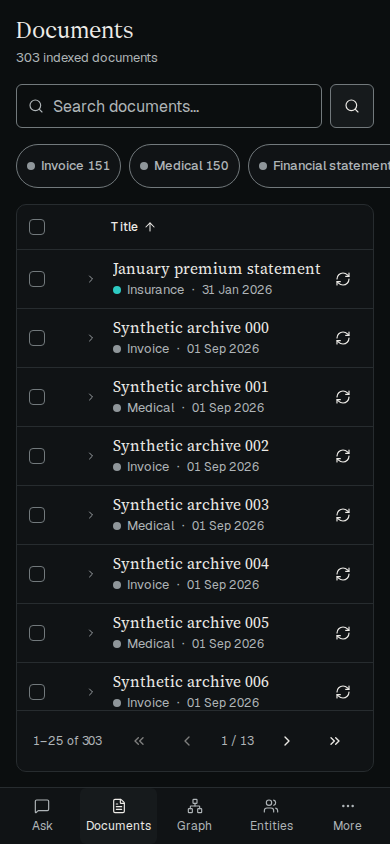 Documents
303 indexed documents
Search documents...
Invoice 151
Medical 150
Financial statement
Title
January premium statement
Insurance · 31 Jan 2026
Synthetic archive 000
Invoice · 01 Sep 2026
Synthetic archive 001
Medical · 01 Sep 2026
Synthetic archive 002
Invoice · 01 Sep 2026
Synthetic archive 003
Medical · 01 Sep 2026
Synthetic archive 004
Invoice · 01 Sep 2026
Synthetic archive 005
Medical · 01 Sep 2026
Synthetic archive 006
Invoice · 01 Sep 2026
1–25 of 303
1 / 13
Ask
Documents
Graph
Entities
More